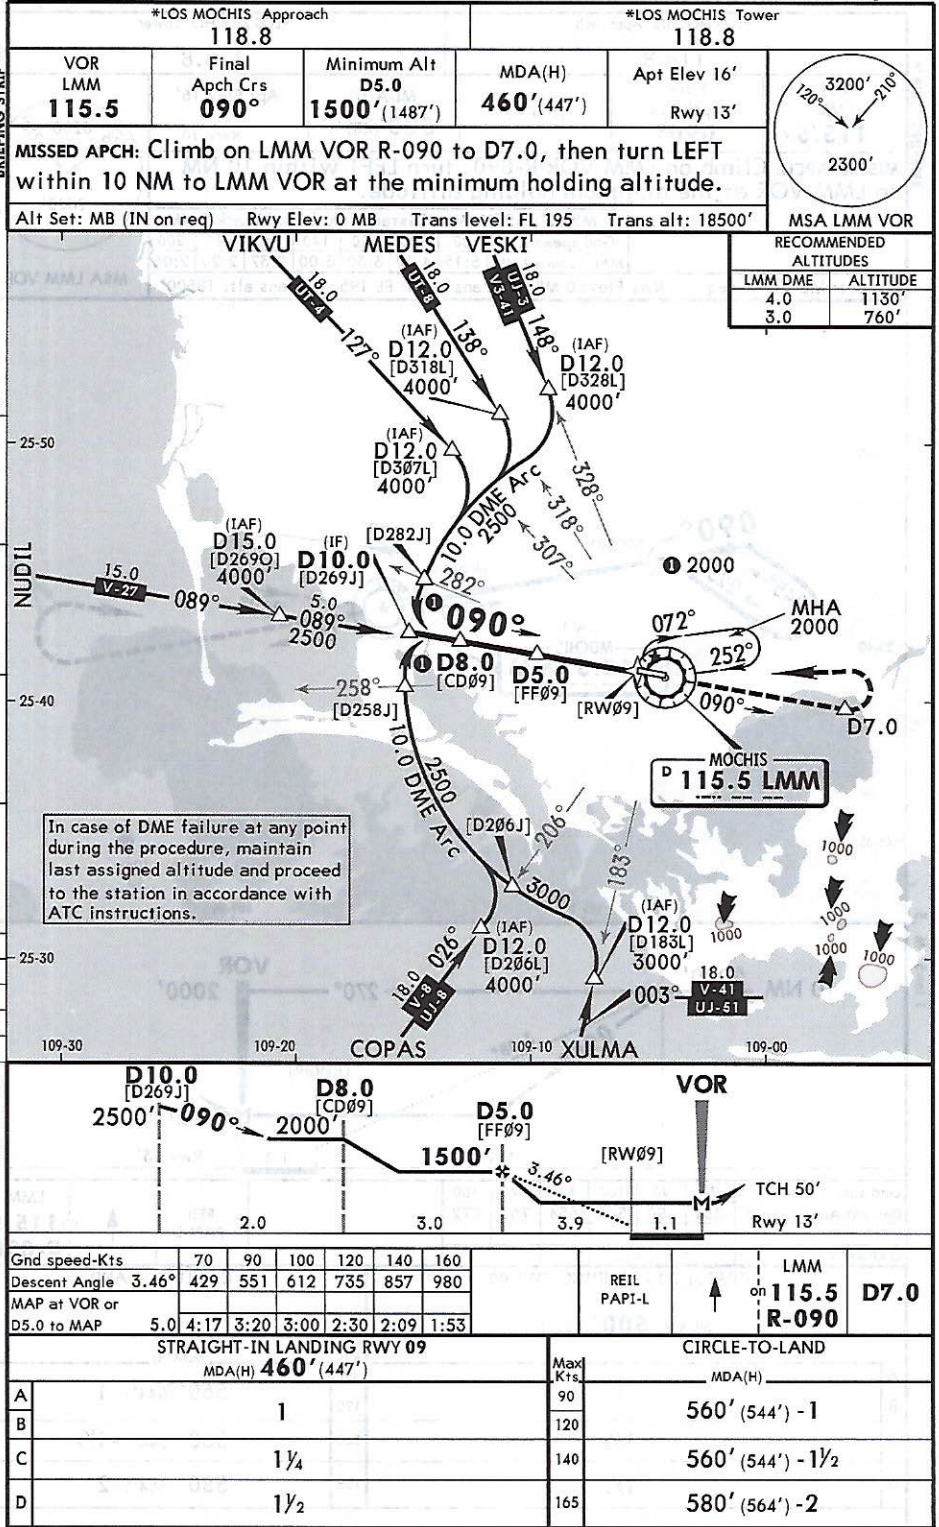 *LOS MOCHIS Approach
118.8
*LOS MOCHIS Tower
118.8
BRIEFING STRIP
VOR
LMM
115.5
Final
Apch Crs
090°
Minimum Alt
D5.0
1500' (1487')
MDA(H)
460' (447')
Apt Elev 16'
Rwy 13'
120°
3200'
210°
2300'
MSA LMM VOR
MISSED APCH: Climb on LMM VOR R-090 to D7.0, then turn LEFT
within 10 NM to LMM VOR at the minimum holding altitude.
Alt Set: MB (IN on req) Rwy Elev: 0 MB Trans level: FL 195 Trans alt: 18500'
RECOMMENDED
ALTITUDES
LMM DME ALTITUDE
4.0 1130'
3.0 760'
VIKVU
MEDES
VESKI
18.0
UT-4
127°
18.0
UT-8
138°
18.0
UJ-3
V3-41
148°
(IAF)
D12.0
[D318L]
4000'
(IAF)
D12.0
[D328L]
4000'
(IAF)
D12.0
[D307L]
4000'
25-50
328°
318°
307°
10.0 DME Arc
2500
[D282J]
282°
NUDIL
15.0
V-27
089°
(IAF)
D15.0
[D269O]
4000'
5.0
089°
2500
(IF)
D10.0
[D269J]
1
090°
1 2000
1
D8.0
[CD09]
D5.0
[FF09]
[RW09]
072°
252°
MHA
2000
090°
D7.0
MOCHIS
D 115.5 LMM
25-40
258°
[D258J]
2500
10.0 DME Arc
In case of DME failure at any point
during the procedure, maintain
last assigned altitude and proceed
to the station in accordance with
ATC instructions.
[D206J]
206°
183°
3000
(IAF)
D12.0
[D206L]
4000'
(IAF)
D12.0
[D183L]
3000'
026°
18.0
V-8
UJ-8
003°
18.0
V-41
UJ-51
1000
1000
1000
1000
1000
25-30
109-30
109-20
109-10
109-00
COPAS
XULMA
D10.0
[D269J]
2500'
090°
D8.0
[CD09]
2000'
D5.0
[FF09]
1500'
3.46°
[RW09]
VOR
M
TCH 50'
Rwy 13'
2.0
3.0
3.9
1.1
Gnd speed-Kts 70 90 100 120 140 160
Descent Angle 3.46° 429 551 612 735 857 980
MAP at VOR or
D5.0 to MAP 5.0 4:17 3:20 3:00 2:30 2:09 1:53
REIL
PAPI-L
on
LMM
115.5
R-090
D7.0
STRAIGHT-IN LANDING RWY 09
MDA(H) 460' (447')
CIRCLE-TO-LAND
Max
Kts
MDA(H)
A
B
1
90
120
560' (544') - 1
C
1 1/4
140
560' (544') - 1 1/2
D
1 1/2
165
580' (564') - 2